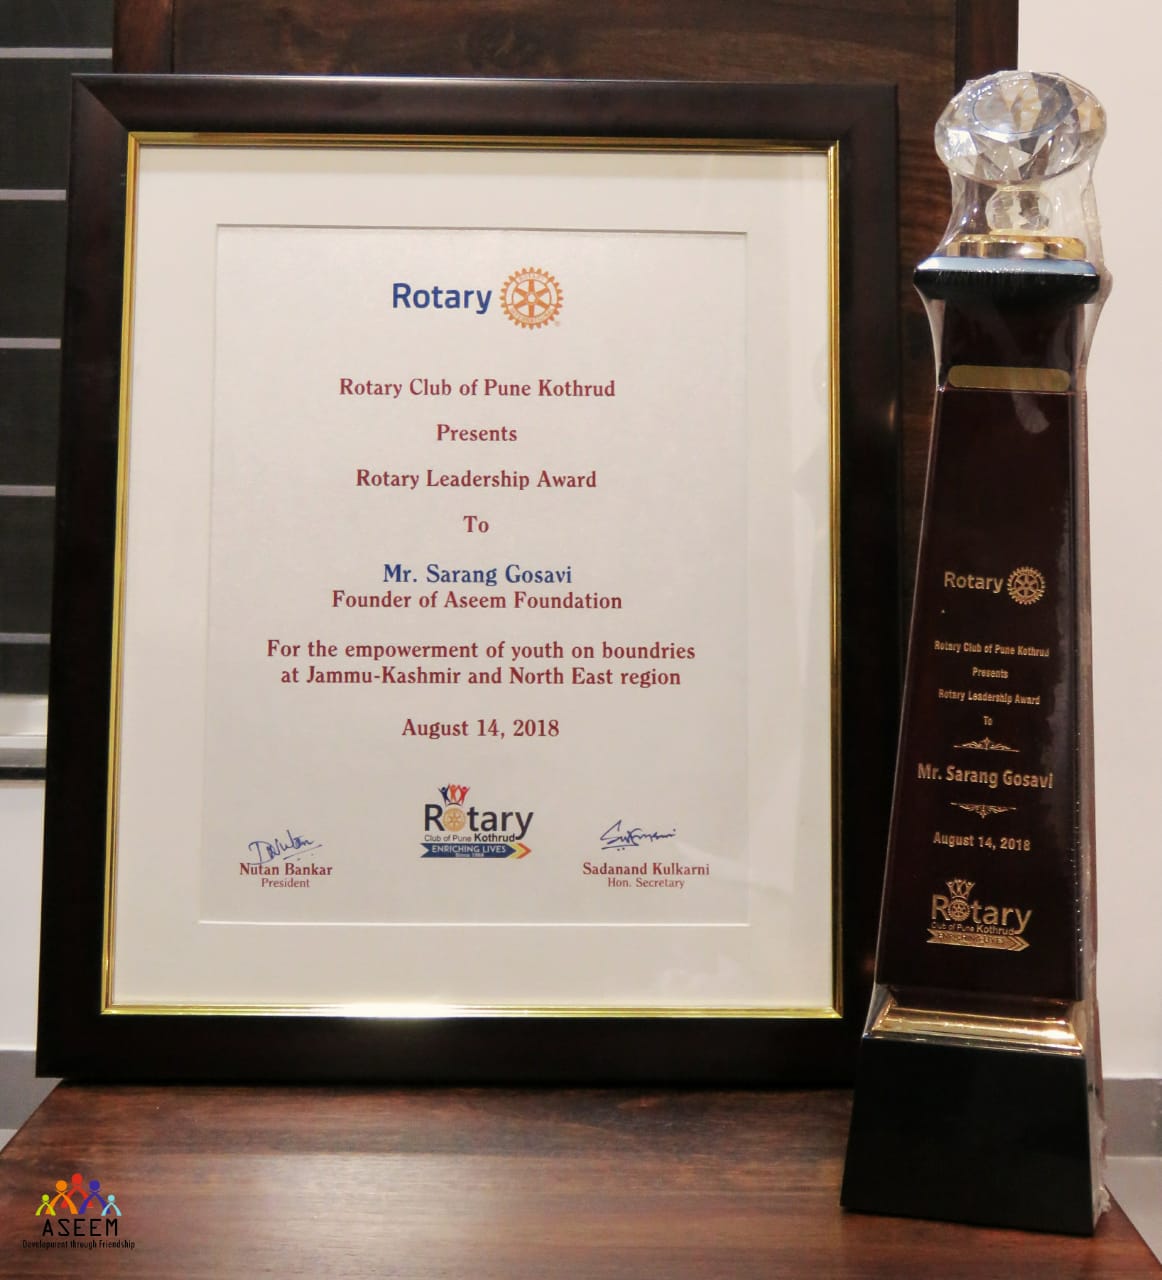 Rotary
Rotary Club of Pune Kothrud
Presents
Rotary Leadership Award
To
Mr. Sarang Gosavi
Founder of Aseem Foundation
For the empowerment of youth on boundries
at Jammu-Kashmir and North East region
August 14, 2018
Rotary
Club of Pune Kothrud
ENRICHING LIVES
Nutan Bankar
President
Sadanand Kulkarni
Hon. Secretary
Rotary
Rotary Club of Pune Kothrud
Presents
Rotary Leadership Award
To
Mr. Sarang Gosavi
August 14, 2018
Rotary
Club of Pune Kothrud
ENRICHING LIVES
ASEEM
Development through Friendship